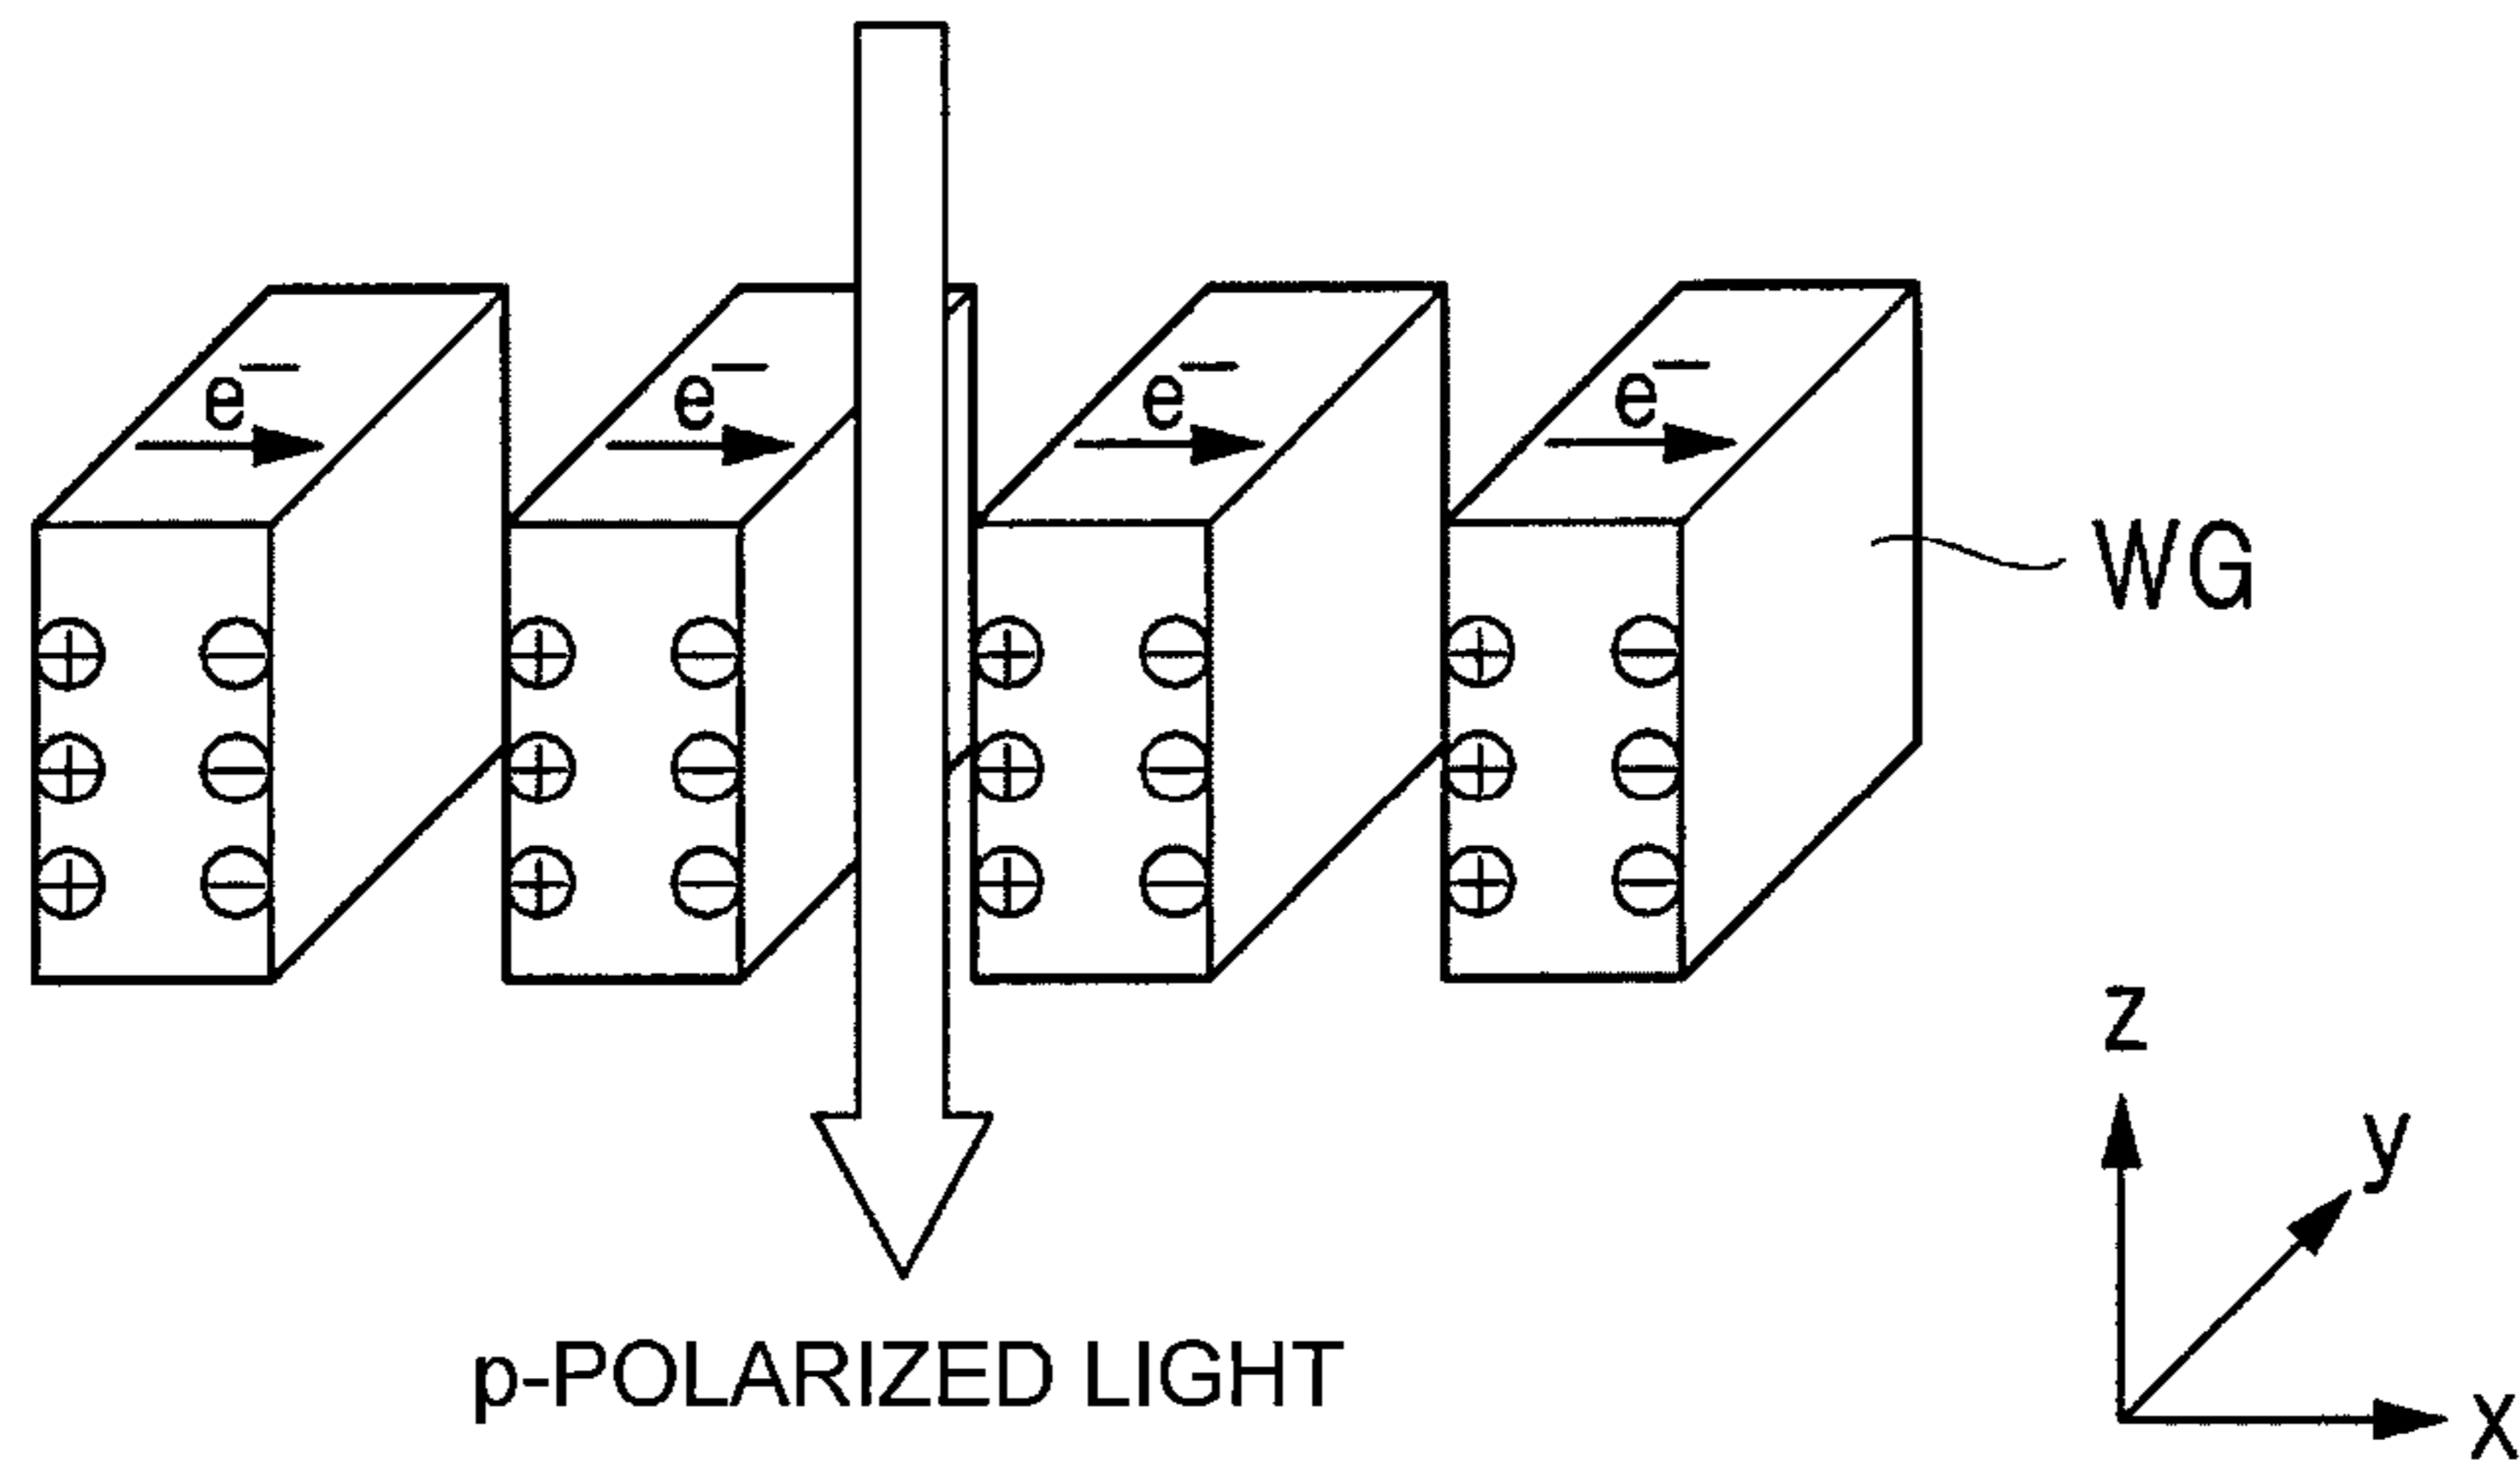 e⁻ e⁻ e⁻ e⁻
WG
z
y
x
p-POLARIZED LIGHT